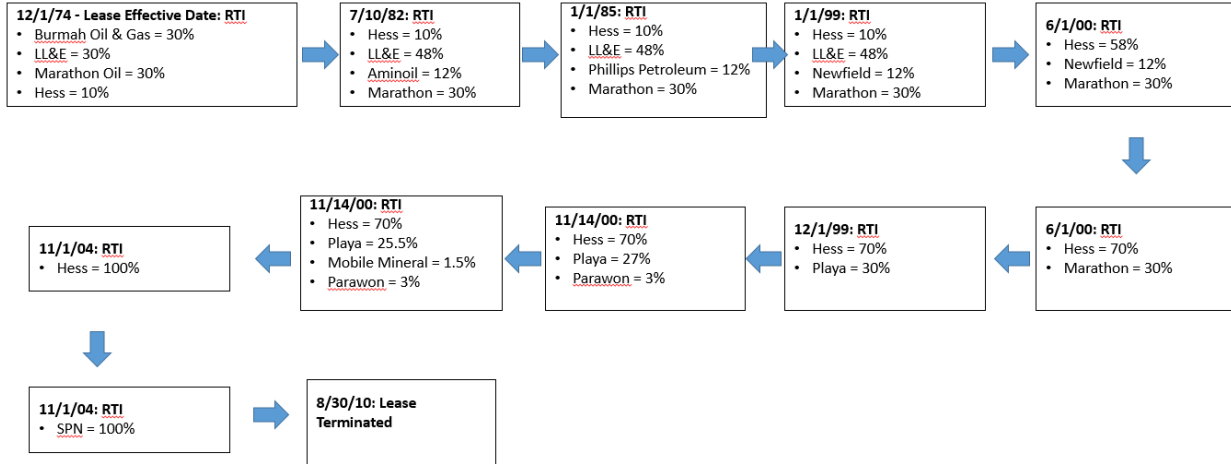 12/1/74 - Lease Effective Date: RTI
• Burmah Oil & Gas = 30%
• LL&E = 30%
• Marathon Oil = 30%
• Hess = 10%
7/10/82: RTI
• Hess = 10%
• LL&E = 48%
• Aminoil = 12%
• Marathon = 30%
1/1/85: RTI
• Hess = 10%
• LL&E = 48%
• Phillips Petroleum = 12%
• Marathon = 30%
1/1/99: RTI
• Hess = 10%
• LL&E = 48%
• Newfield = 12%
• Marathon = 30%
6/1/00: RTI
• Hess = 58%
• Newfield = 12%
• Marathon = 30%
6/1/00: RTI
• Hess = 70%
• Marathon = 30%
12/1/99: RTI
• Hess = 70%
• Playa = 30%
11/14/00: RTI
• Hess = 70%
• Playa = 27%
• Parawon = 3%
11/14/00: RTI
• Hess = 70%
• Playa = 25.5%
• Mobile Mineral = 1.5%
• Parawon = 3%
11/1/04: RTI
• Hess = 100%
11/1/04: RTI
• SPN = 100%
8/30/10: Lease
Terminated